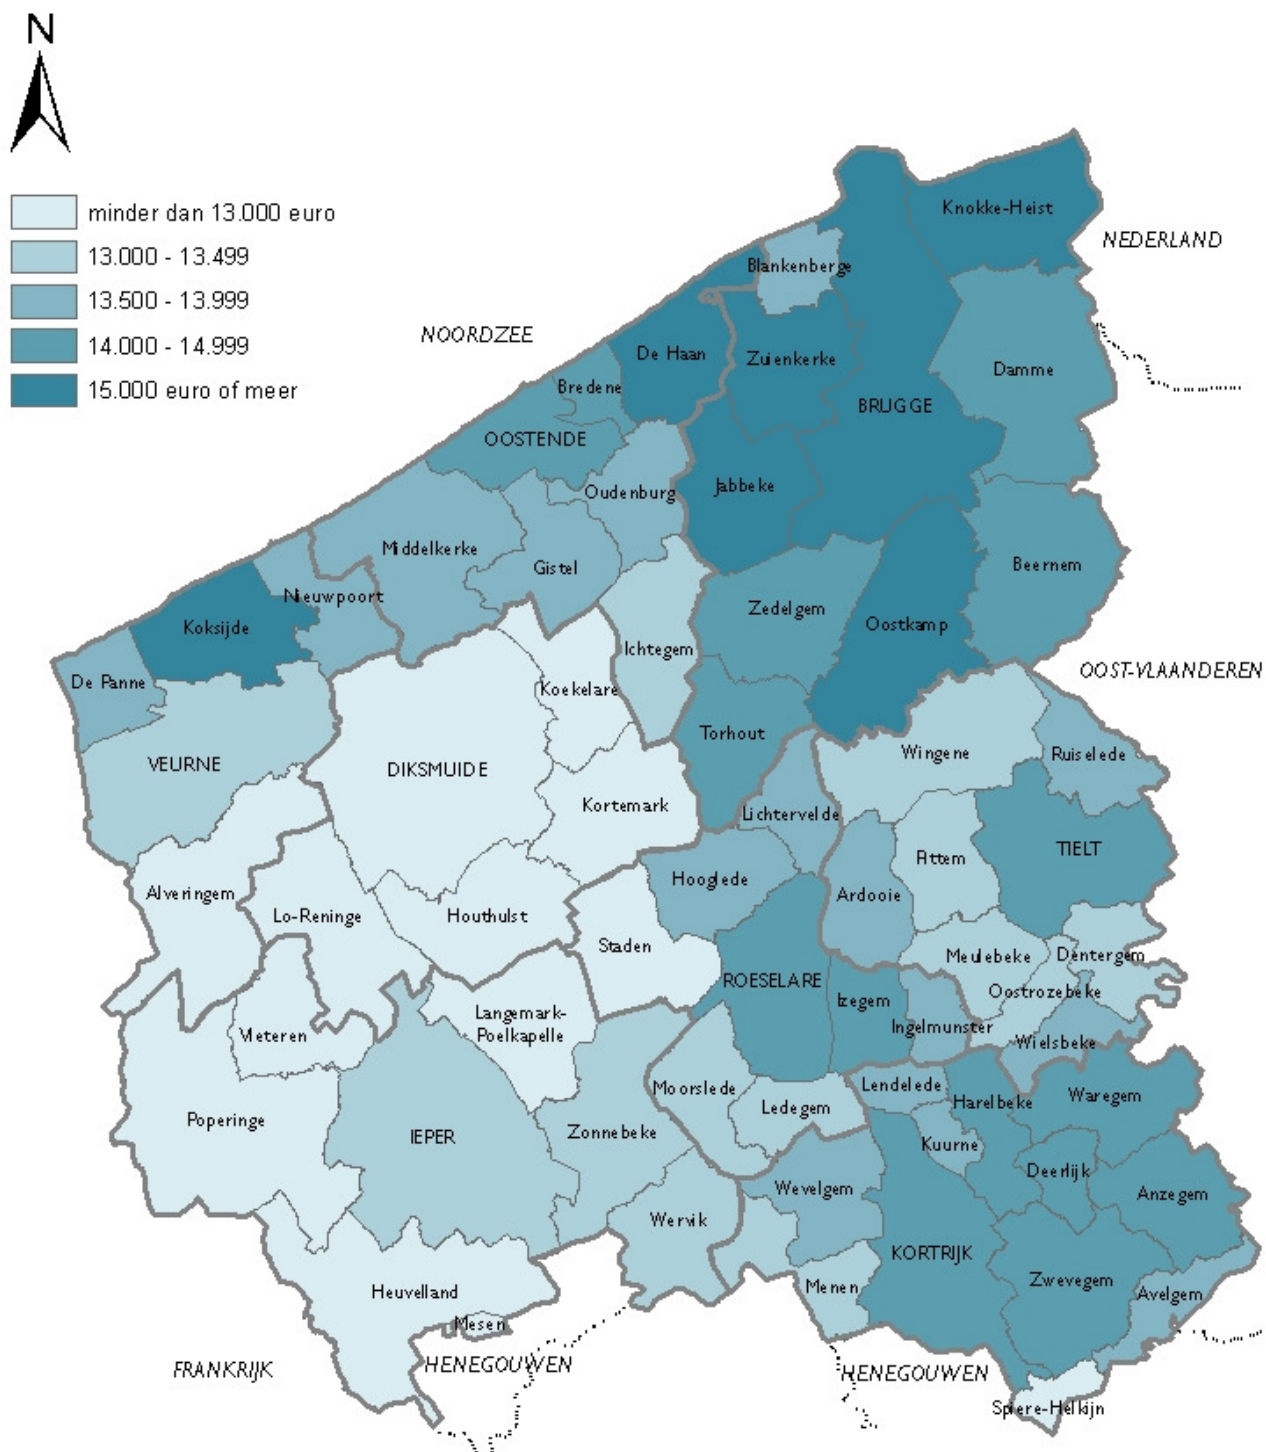 N
minder dan 13.000 euro
13.000 - 13.499
13.500 - 13.999
14.000 - 14.999
15.000 euro of meer
Knokke-Heist
NEDERLAND
Blankenberge
NOORDZEE
De Haan
Zuienkerke
Damme
Bredene
BRUGGE
OOSTENDE
Jabbeke
Oudenburg
Middelkerke
Gistel
Beernem
Nieuwpoort
Zedelgem
Koksijde
Oostkamp
Ichtegem
OOST-VLAANDEREN
De Panne
Koekelare
Torhout
Wingene
Ruiselede
VEURNE
DIKSMUIDE
Kortemark
Lichtervelde
TIELT
Pittem
Hooglede
Ardooie
Alveringem
Lo-Reninge
Houthulst
Staden
Meulebeke
Dentergem
ROESELARE
Izegem
Oostrozebeke
Langemark-
Poelkapelle
Ingelmunster
Vleteren
Wielsbeke
Moorslede
Lendelede
Harelbeke
Waregem
Ledegem
Poperinge
IEPER
Zonnebeke
Kuurne
Deerlijk
Wevelgem
Anzegem
Wervik
KORTRIJK
Zwevegem
Heuvelland
Menen
Avelgem
Mesen
FRANKRIJK
HENEGOUWEN
HENEGOUWEN
Spiere-Helkijn